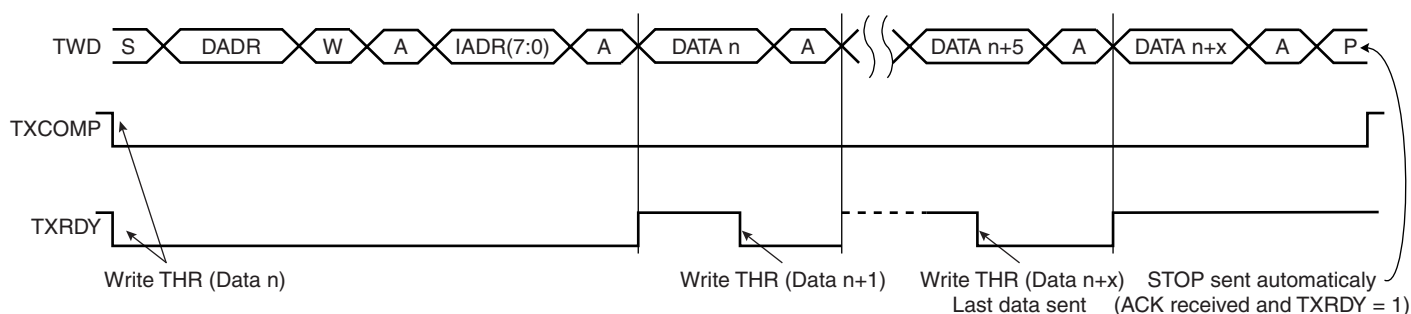 TWD S DADR W A IADR(7:0) A DATA n A DATA n+5 A DATA n+x A P
TXCOMP
TXRDY
Write THR (Data n) Write THR (Data n+1) Write THR (Data n+x) STOP sent automaticaly
Last data sent (ACK received and TXRDY = 1)